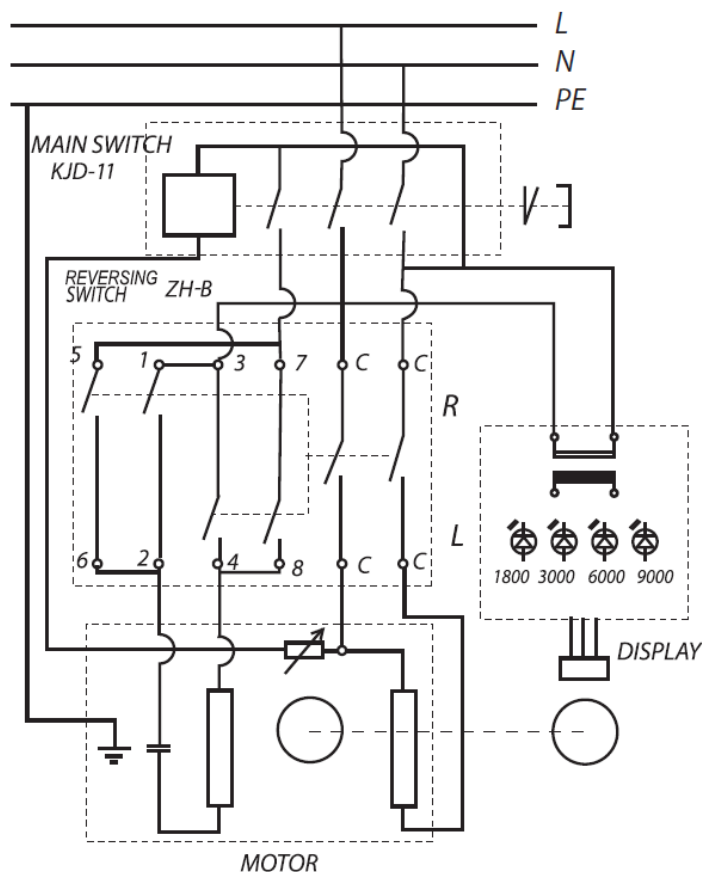 L
N
PE
MAIN SWITCH
KJD-11
REVERSING
SWITCH ZH-B
5 1 3 7 C C
R
L
6 2 4 8 C C
1800 3000 6000 9000
DISPLAY
MOTOR